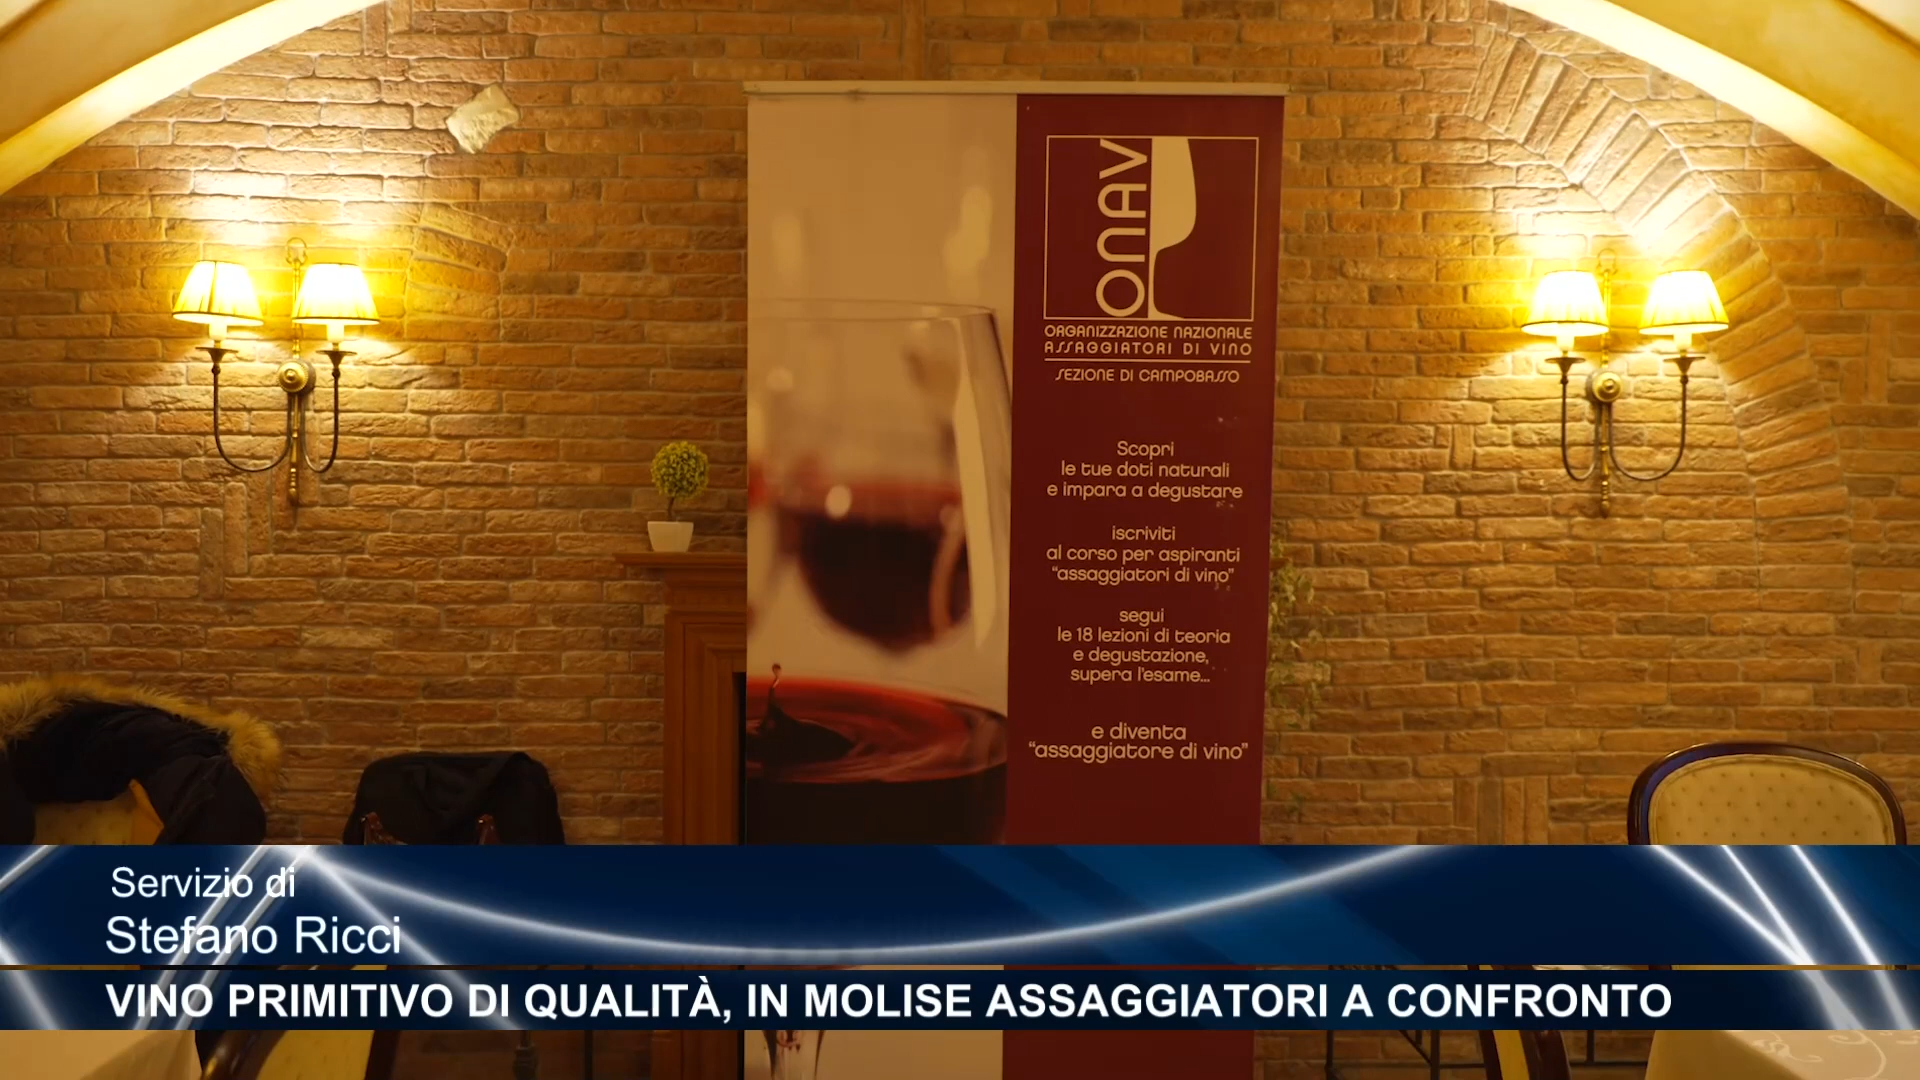 ONAV
ORGANIZZAZIONE NAZIONALE
ASSAGGIATORI DI VINO
SEZIONE DI CAMPOBASSO
Scopri
le tue doti naturali
e impara a degustare
iscriviti
al corso per aspiranti
“assaggiatori di vino”
segui
le 18 lezioni di teoria
e degustazione,
supera l'esame...
e diventa
“assaggiatore di vino”
Servizio di
Stefano Ricci
VINO PRIMITIVO DI QUALITÀ, IN MOLISE ASSAGGIATORI A CONFRONTO